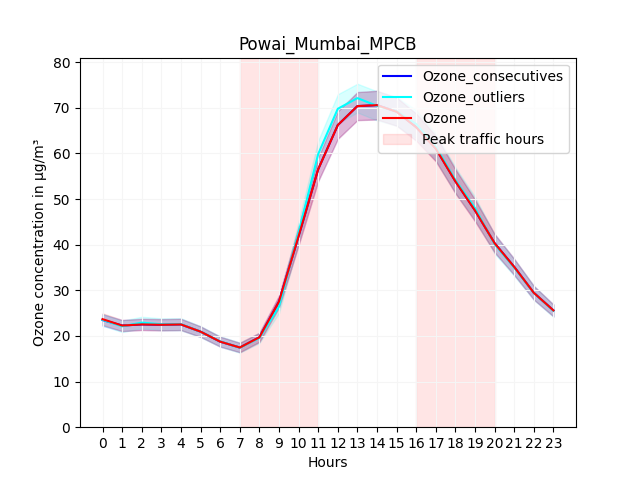 Powai_Mumbai_MPCB
Ozone_consecutives
Ozone_outliers
Ozone
Peak traffic hours
Ozone concentration in µg/m³
80
70
60
50
40
30
20
10
0
0 1 2 3 4 5 6 7 8 9 10 11 12 13 14 15 16 17 18 19 20 21 22 23
Hours